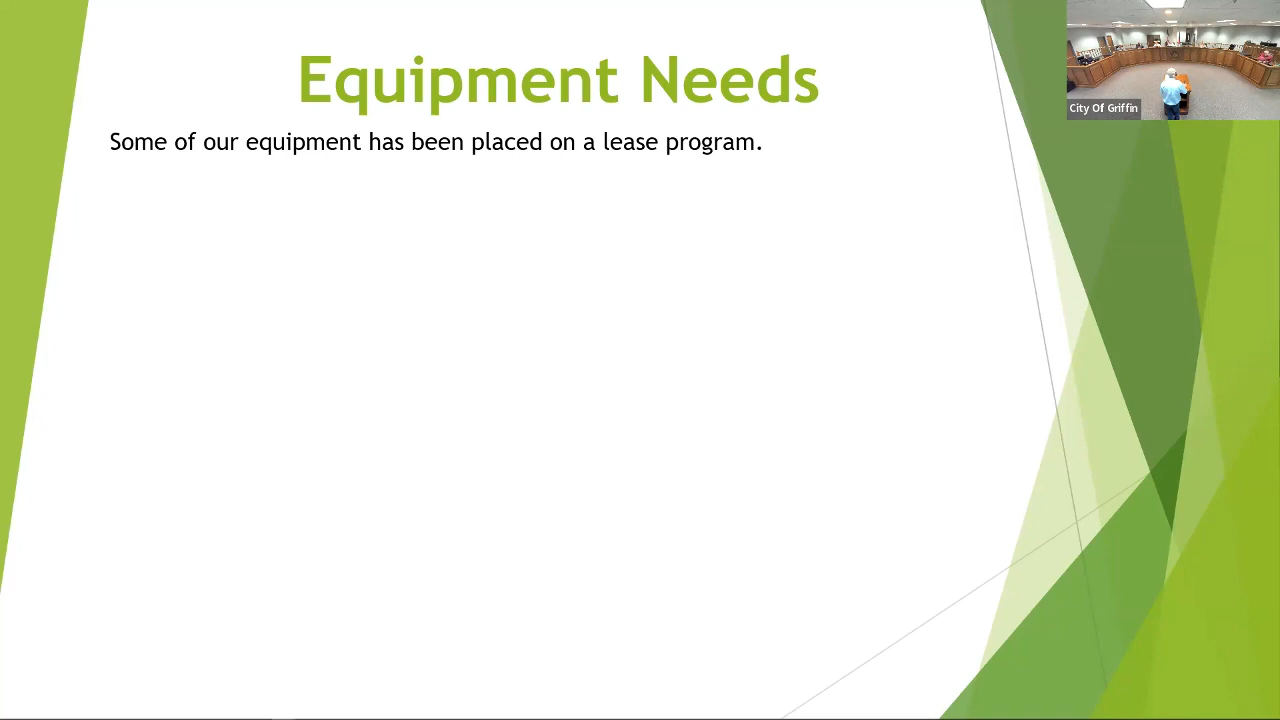 Equipment Needs
Some of our equipment has been placed on a lease program.
City Of Griffin